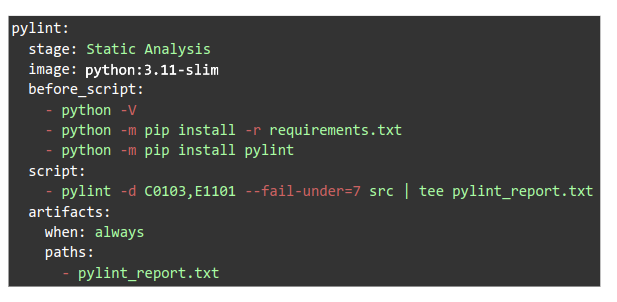 pylint:
  stage: Static Analysis
  image: python:3.11-slim
  before_script:
    - python -V
    - python -m pip install -r requirements.txt
    - python -m pip install pylint
  script:
    - pylint -d C0103,E1101 --fail-under=7 src | tee pylint_report.txt
  artifacts:
    when: always
    paths:
      - pylint_report.txt